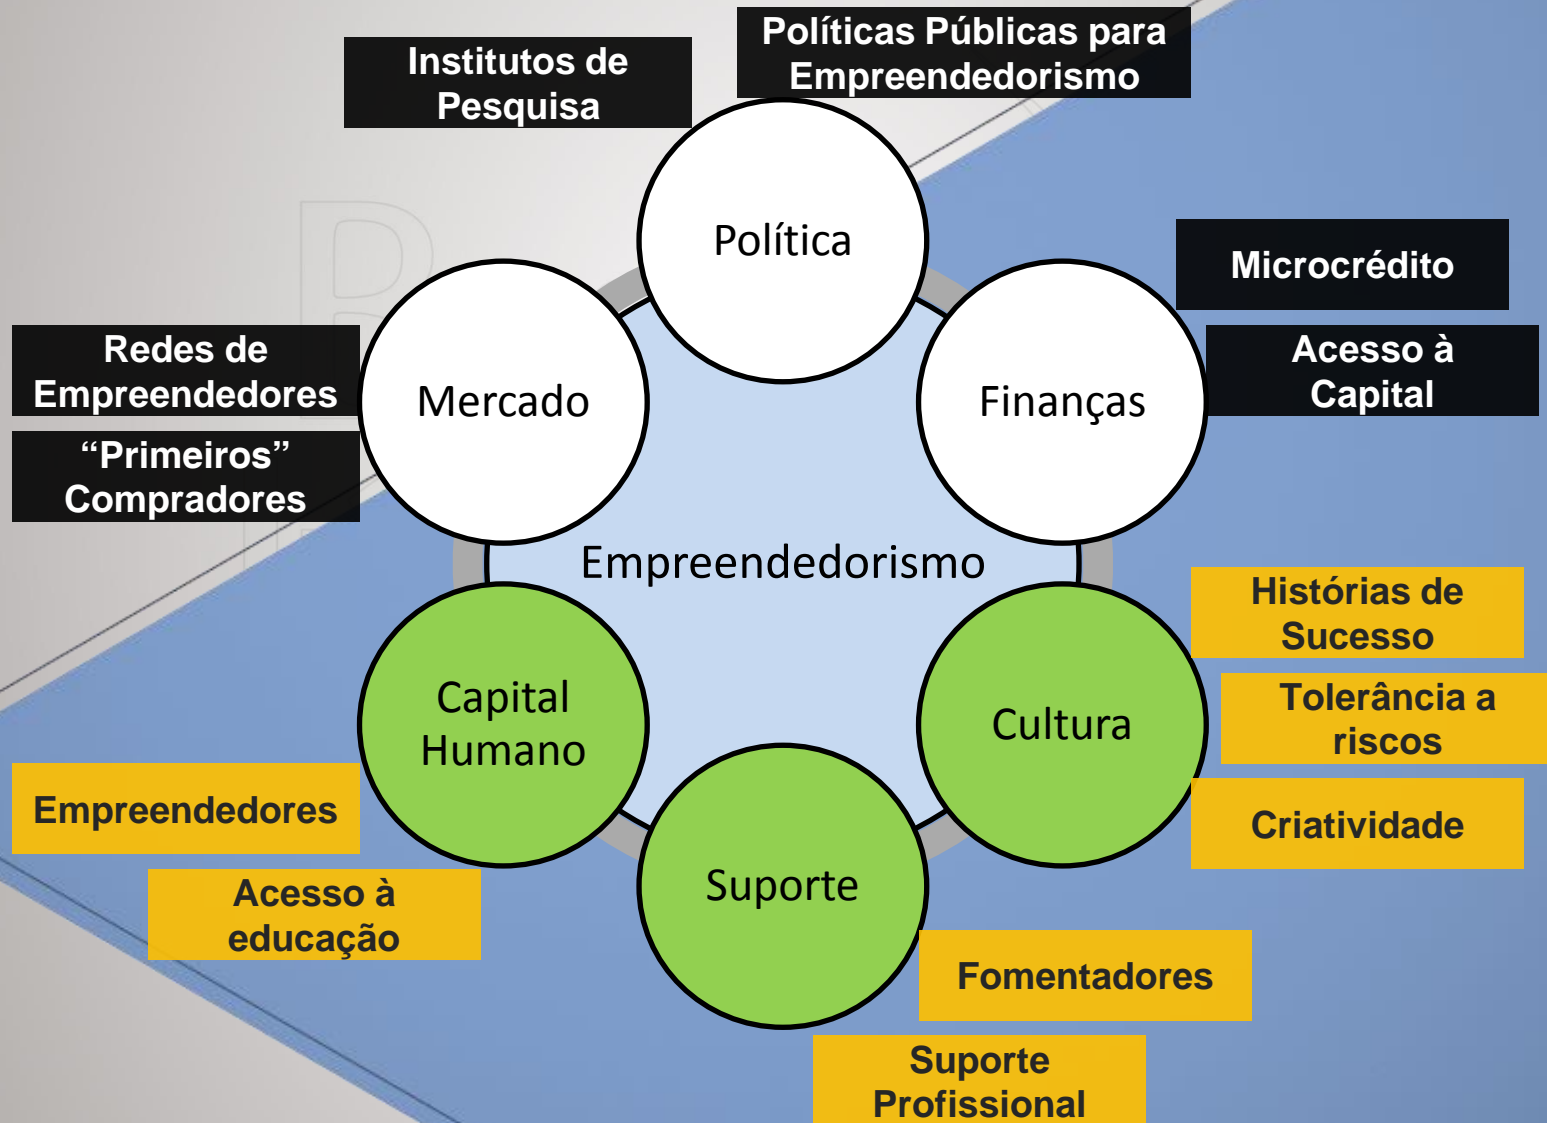 Políticas Públicas para
Empreendedorismo
Institutos de
Pesquisa
Política
Microcrédito
Acesso à
Capital
Finanças
Redes de
Empreendedores
“Primeiros”
Compradores
Mercado
Empreendedorismo
Histórias de
Sucesso
Tolerância a
riscos
Criatividade
Cultura
Capital
Humano
Empreendedores
Acesso à
educação
Suporte
Fomentadores
Suporte
Profissional